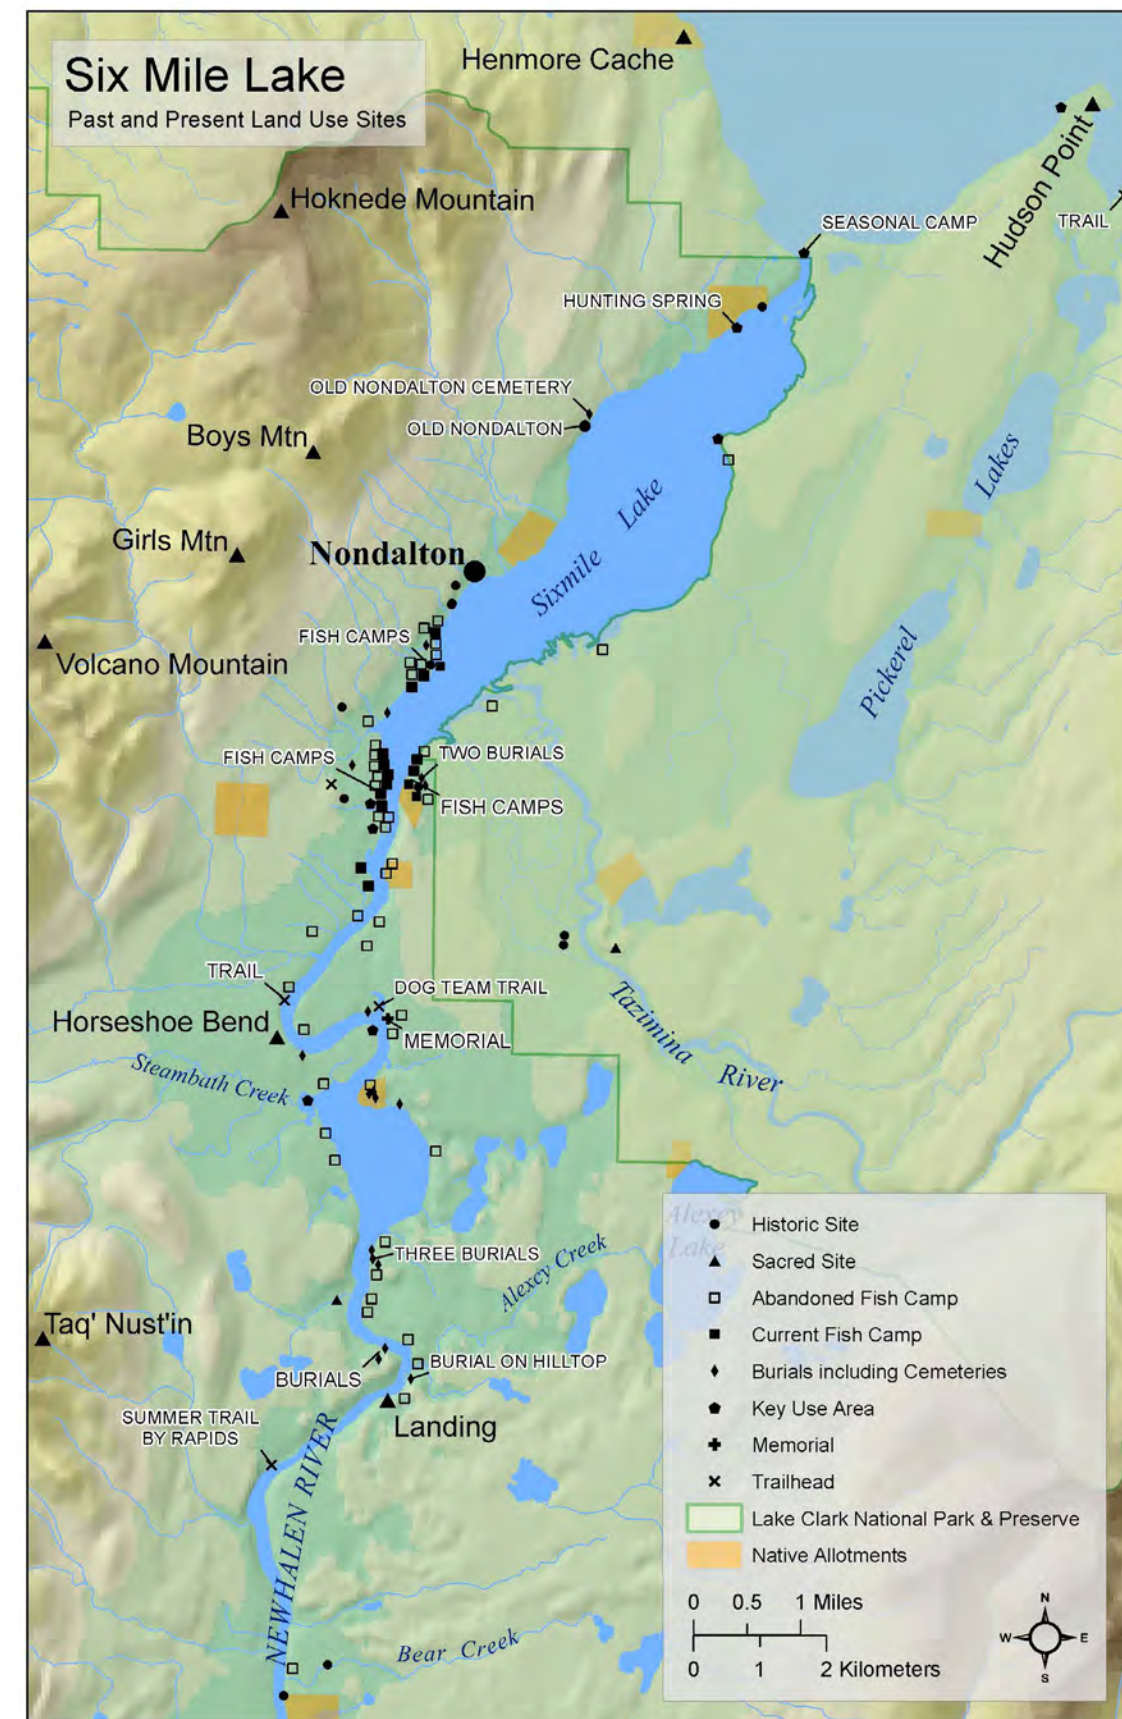 Six Mile Lake
Past and Present Land Use Sites
Henmore Cache
Hudson Point
Hoknede Mountain
SEASONAL CAMP
TRAIL
HUNTING SPRING
OLD NONDALTON CEMETERY
OLD NONDALTON
Boys Mtn
Lakes
Sixmile Lake
Girls Mtn
Nondalton
FISH CAMPS
Volcano Mountain
Pickerel
FISH CAMPS
TWO BURIALS
FISH CAMPS
TRAIL
DOG TEAM TRAIL
Horseshoe Bend
MEMORIAL
Tazimina River
Steambath Creek
Alexcy
Lake
THREE BURIALS
Alexcy Creek
Taq' Nust'in
BURIALS
BURIAL ON HILLTOP
Landing
SUMMER TRAIL
BY RAPIDS
NEWHALEN RIVER
Bear Creek
Historic Site
Sacred Site
Abandoned Fish Camp
Current Fish Camp
Burials including Cemeteries
Key Use Area
Memorial
Trailhead
Lake Clark National Park & Preserve
Native Allotments
0 0.5 1 Miles
0 1 2 Kilometers
N
W E
S